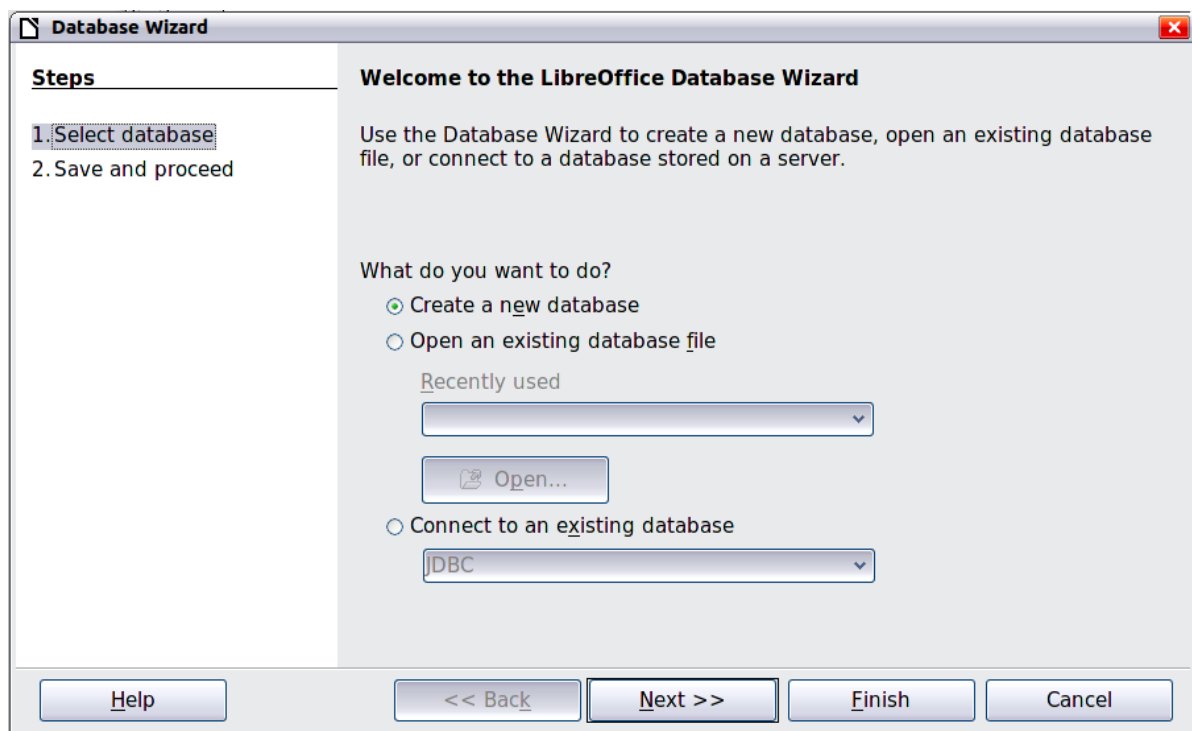 Database Wizard
Steps
1. Select database
2. Save and proceed
Welcome to the LibreOffice Database Wizard
Use the Database Wizard to create a new database, open an existing database
file, or connect to a database stored on a server.
What do you want to do?
Create a new database
Open an existing database file
Recently used
Open...
Connect to an existing database
JDBC
Help
<< Back
Next >>
Finish
Cancel